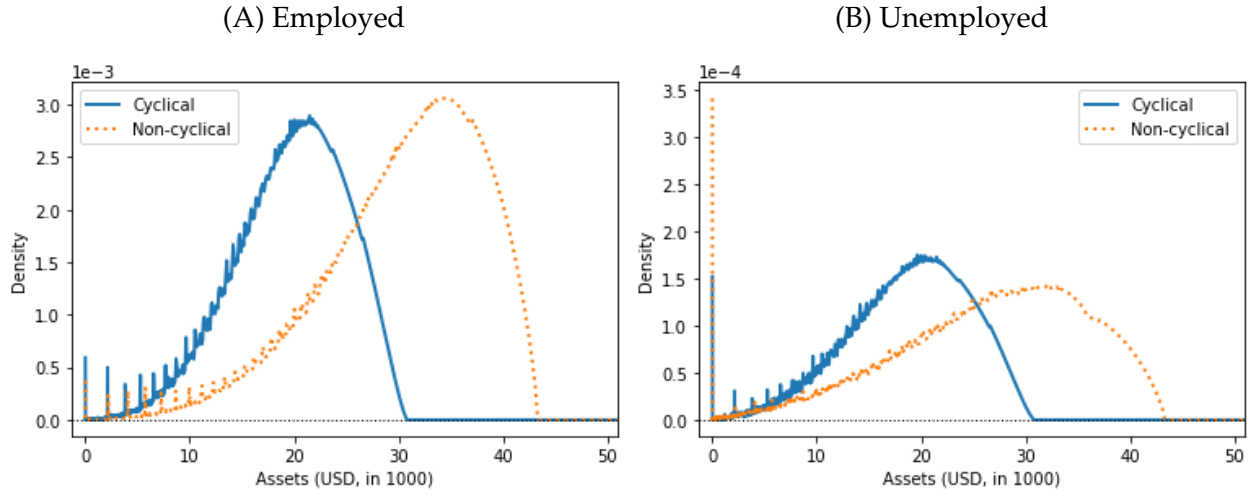 (A) Employed
1e−3
Cyclical
Non-cyclical
3.0
2.5
2.0
1.5
1.0
0.5
0.0
Density
0 10 20 30 40 50
Assets (USD, in 1000)
(B) Unemployed
1e−4
Cyclical
Non-cyclical
3.5
3.0
2.5
2.0
1.5
1.0
0.5
0.0
Density
0 10 20 30 40 50
Assets (USD, in 1000)